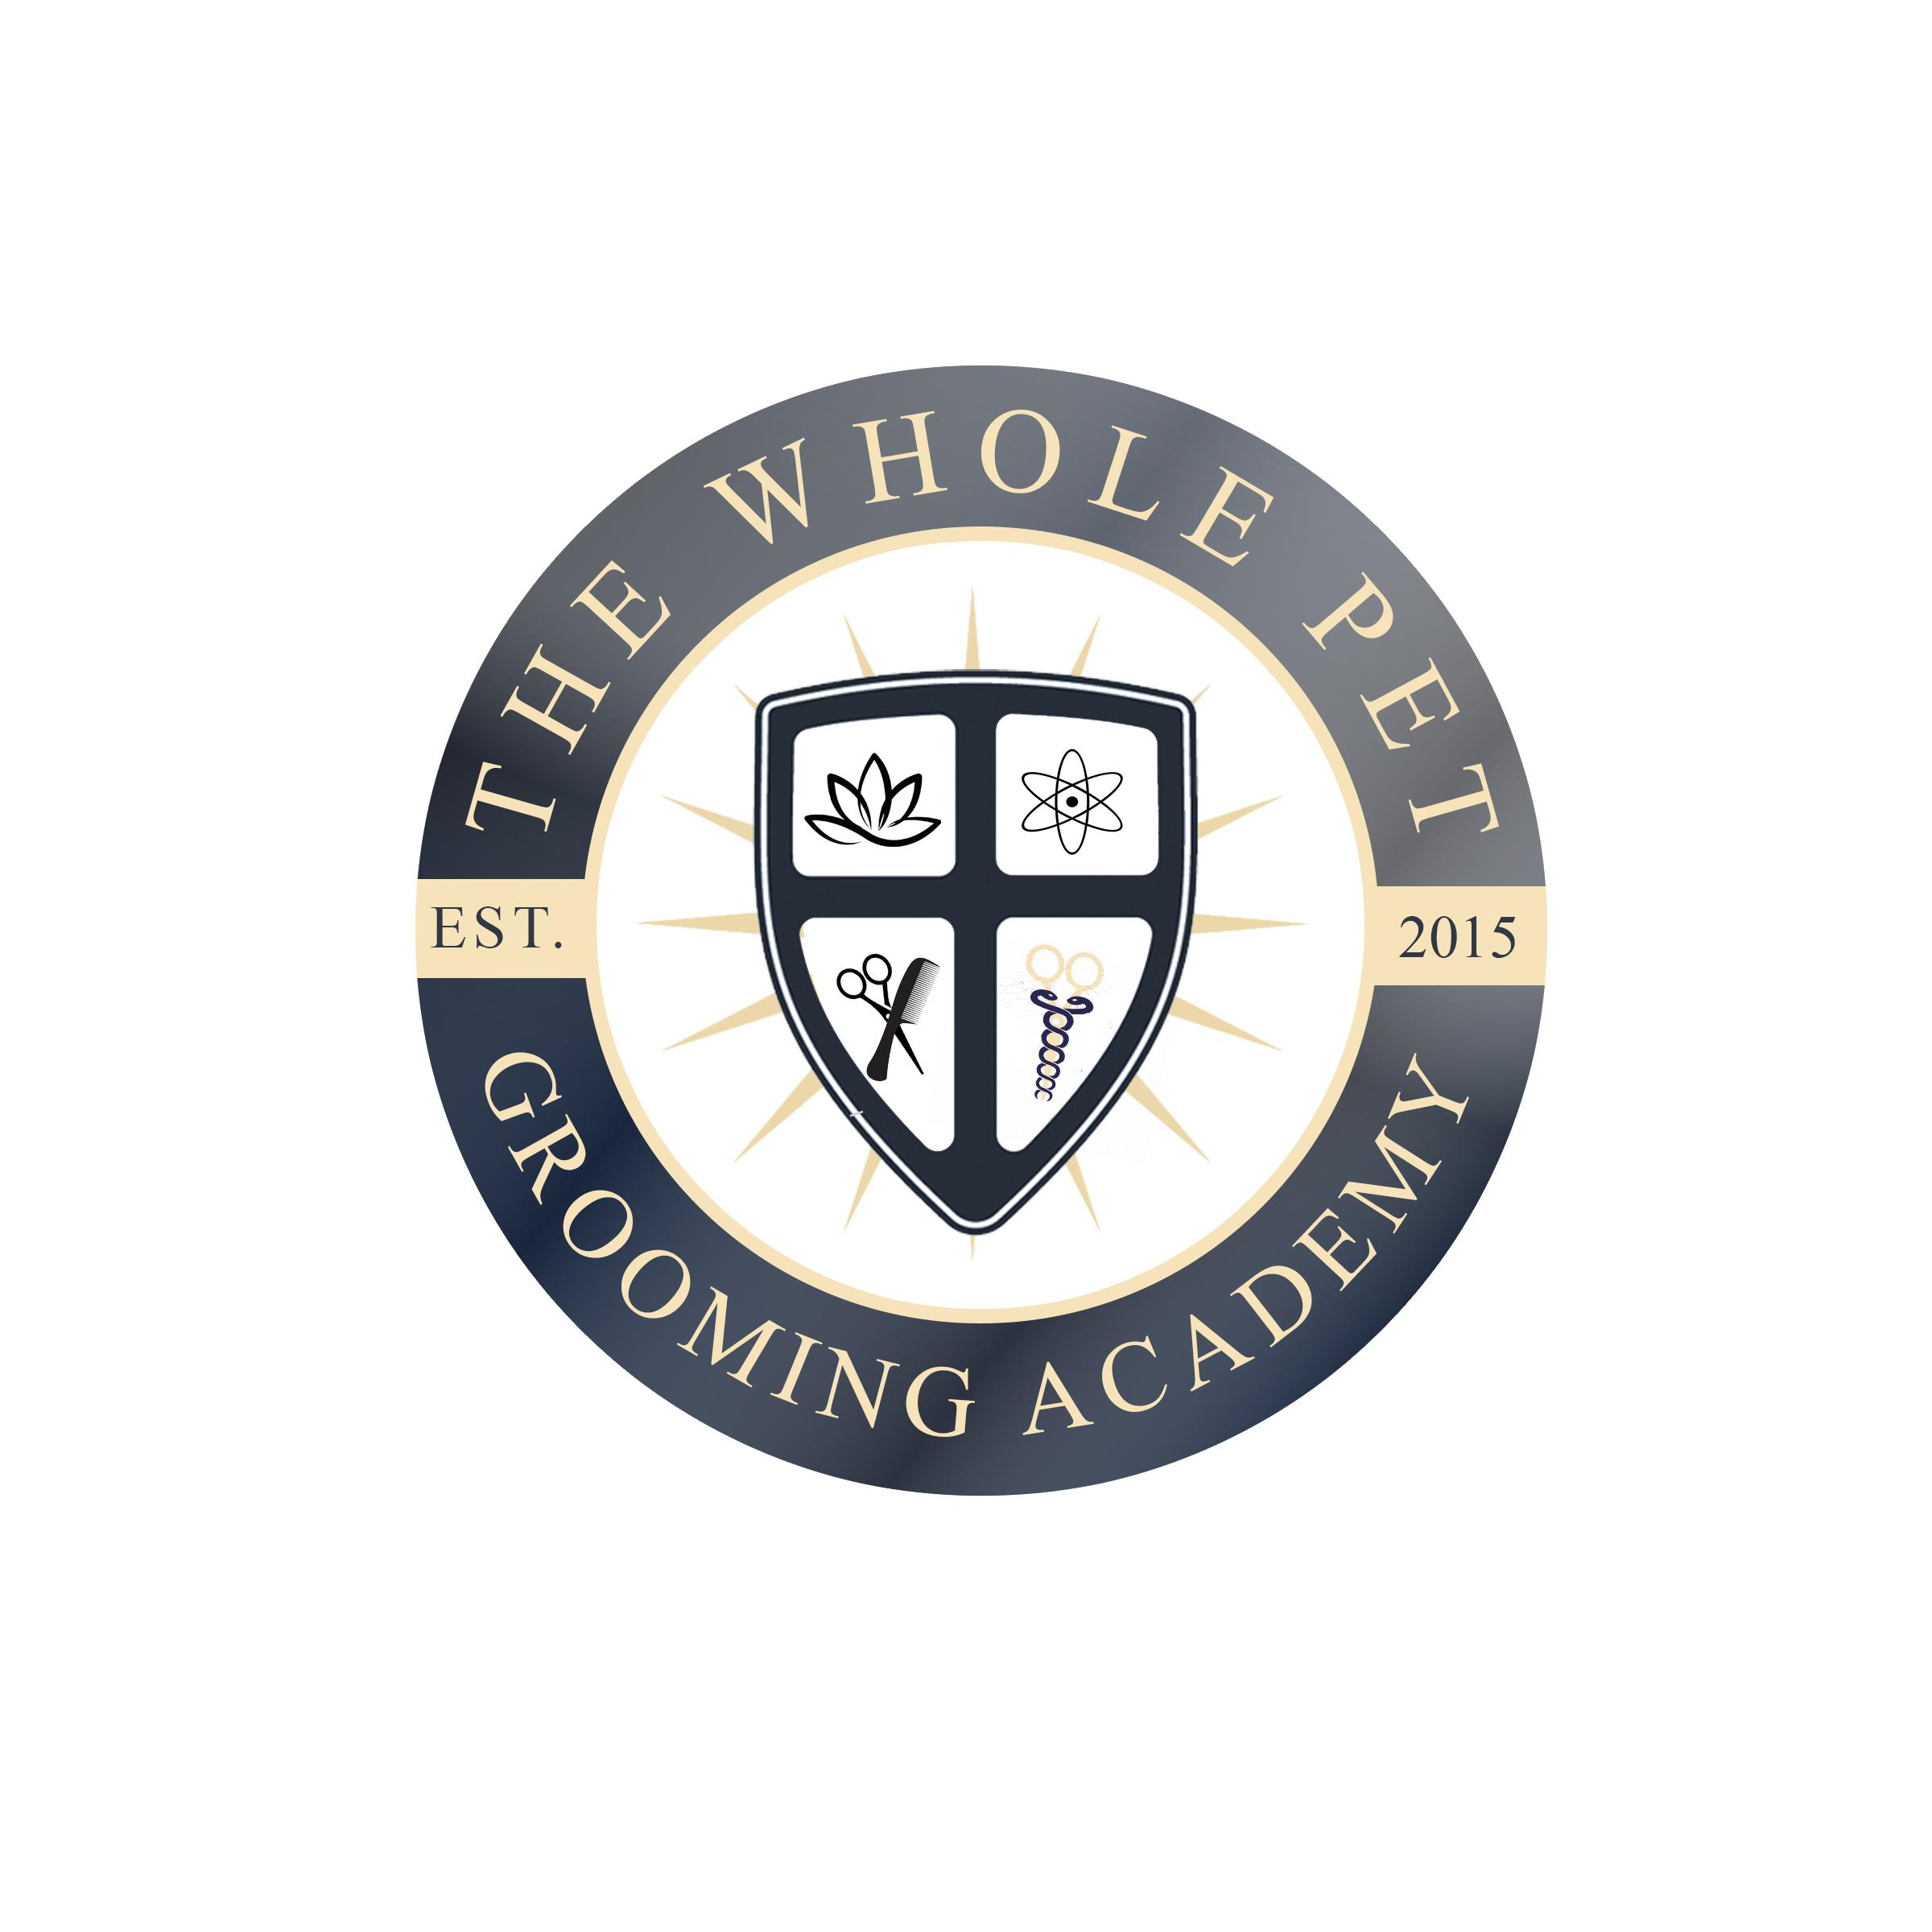 THE WHOLE PET
EST.
2015
GROOMING ACADEMY